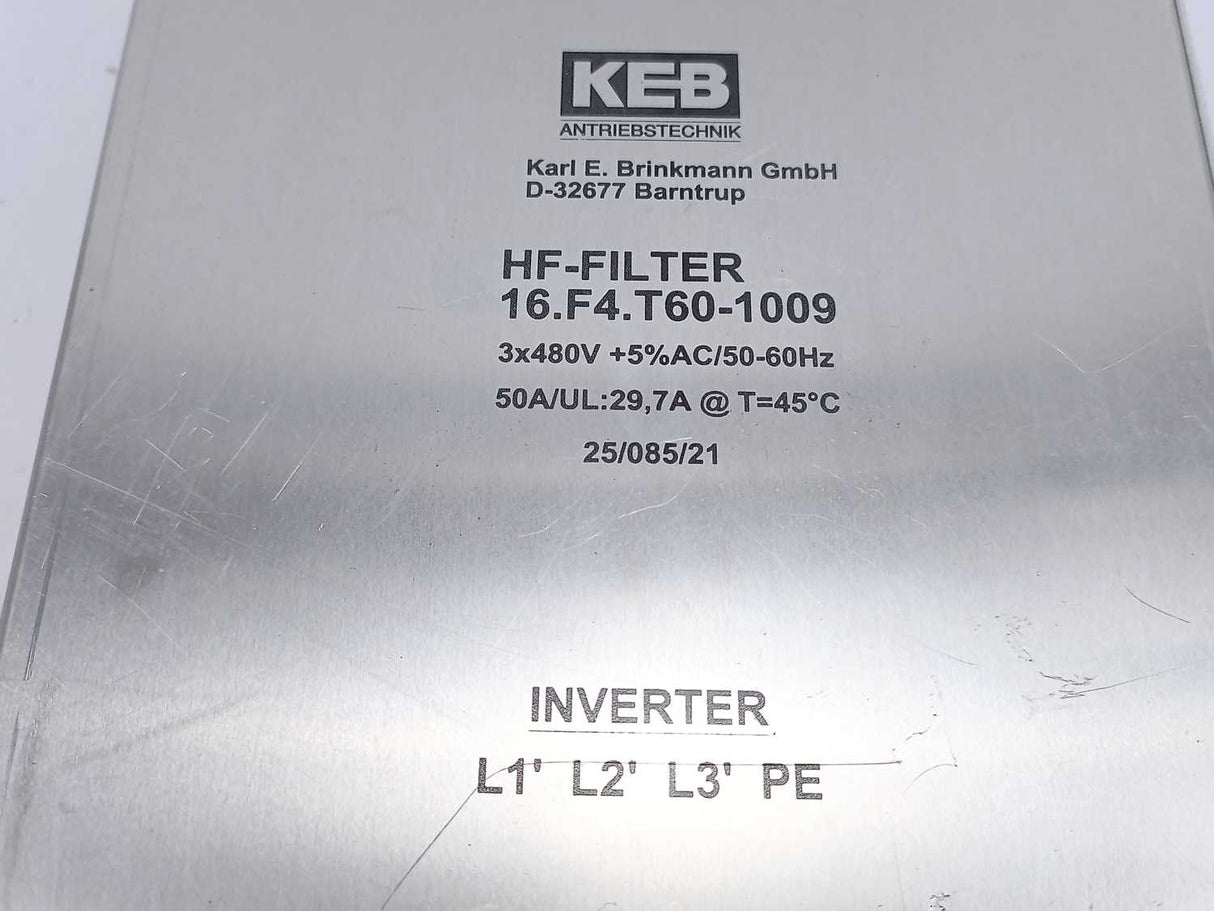 KEB
ANTRIEBSTECHNIK
Karl E. Brinkmann GmbH
D-32677 Barntrup
HF-FILTER
16.F4.T60-1009
3x480V +5%AC/50-60Hz
50A/UL:29,7A @ T=45°C
25/085/21
INVERTER
L1' L2' L3' PE